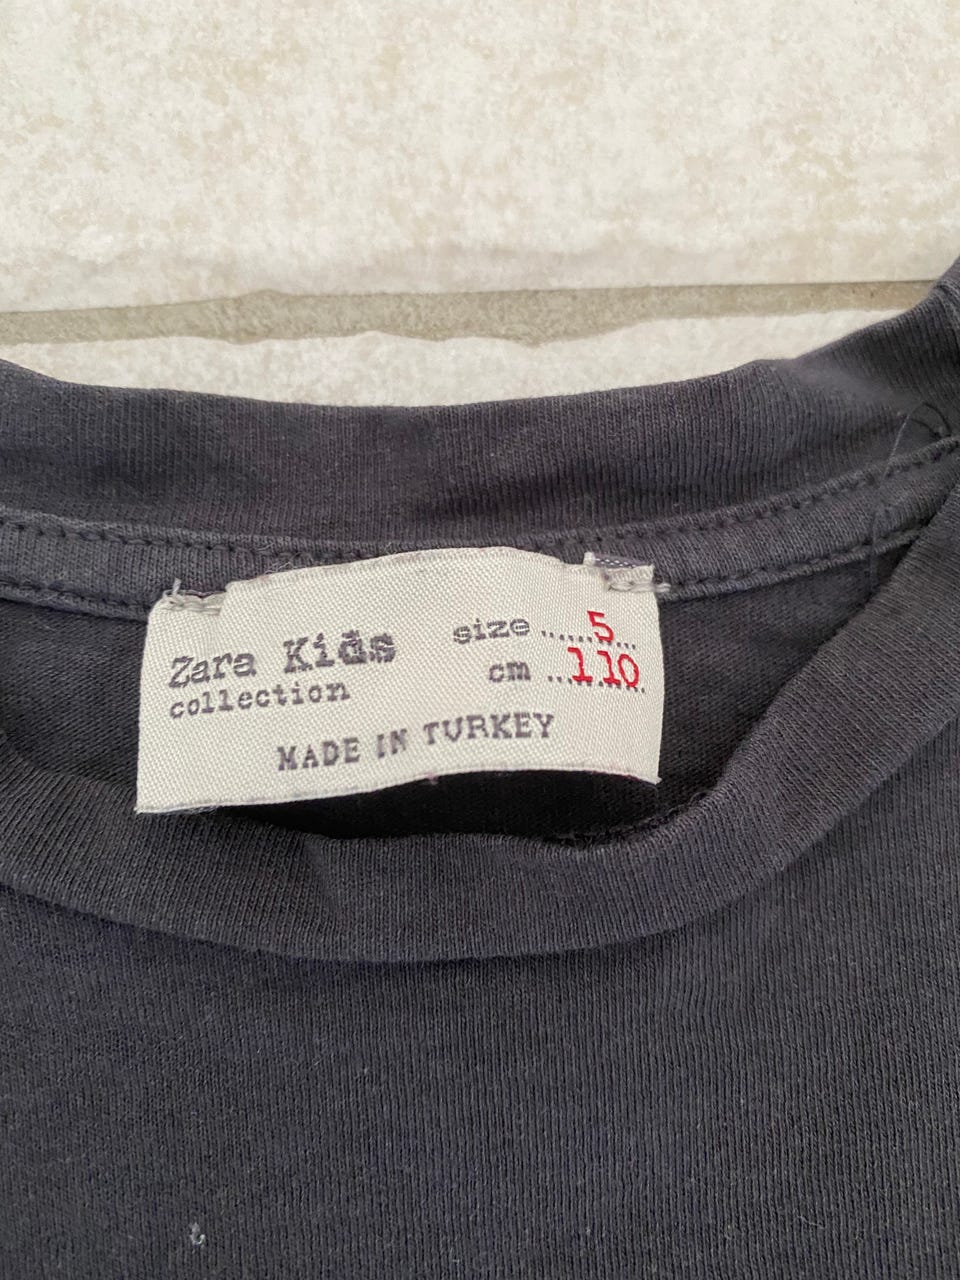 Zara Kids
collection
size ......5...
cm ...110
MADE IN TURKEY